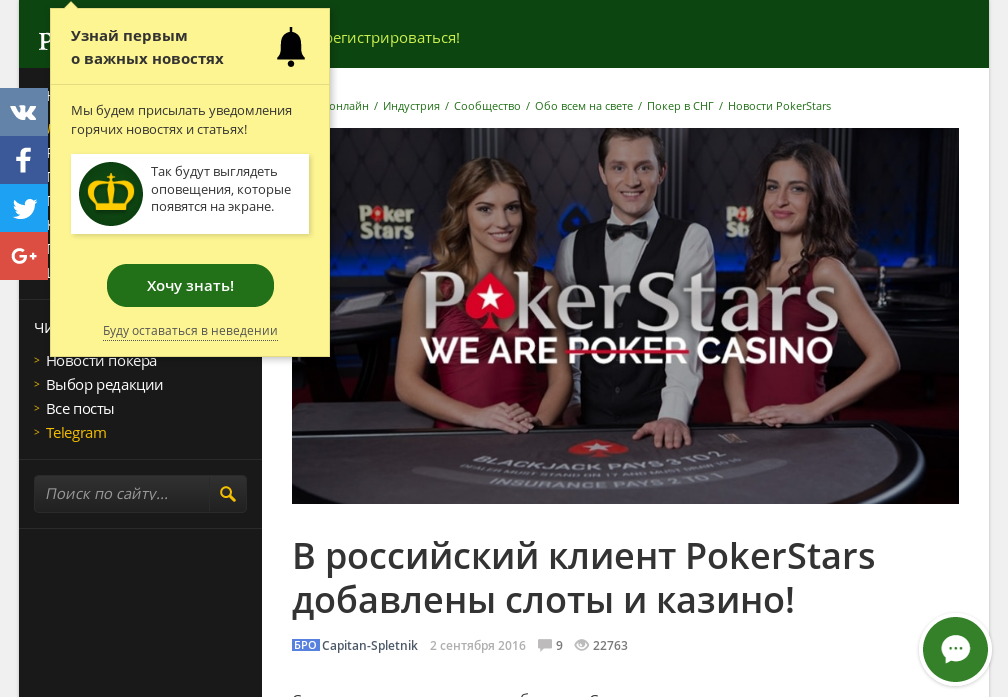 Узнай первым
о важных новостях
Мы будем присылать уведомления
горячих новостях и статьях!
Так будут выглядеть
оповещения, которые
появятся на экране.
Хочу знать!
Буду оставаться в неведении
Новости покера
Выбор редакции
Все посты
Telegram
Поиск по сайту...
регистрироваться!
онлайн / Индустрия / Сообщество / Обо всем на свете / Покер в СНГ / Новости PokerStars
Poker
Stars
PokerStars
WE ARE POKER CASINO
BLACKJACK PAYS 3 TO 2
INSURANCE PAYS 2 TO 1
В российский клиент PokerStars
добавлены слоты и казино!
БРО Capitan-Spletnik 2 сентября 2016 9 22763